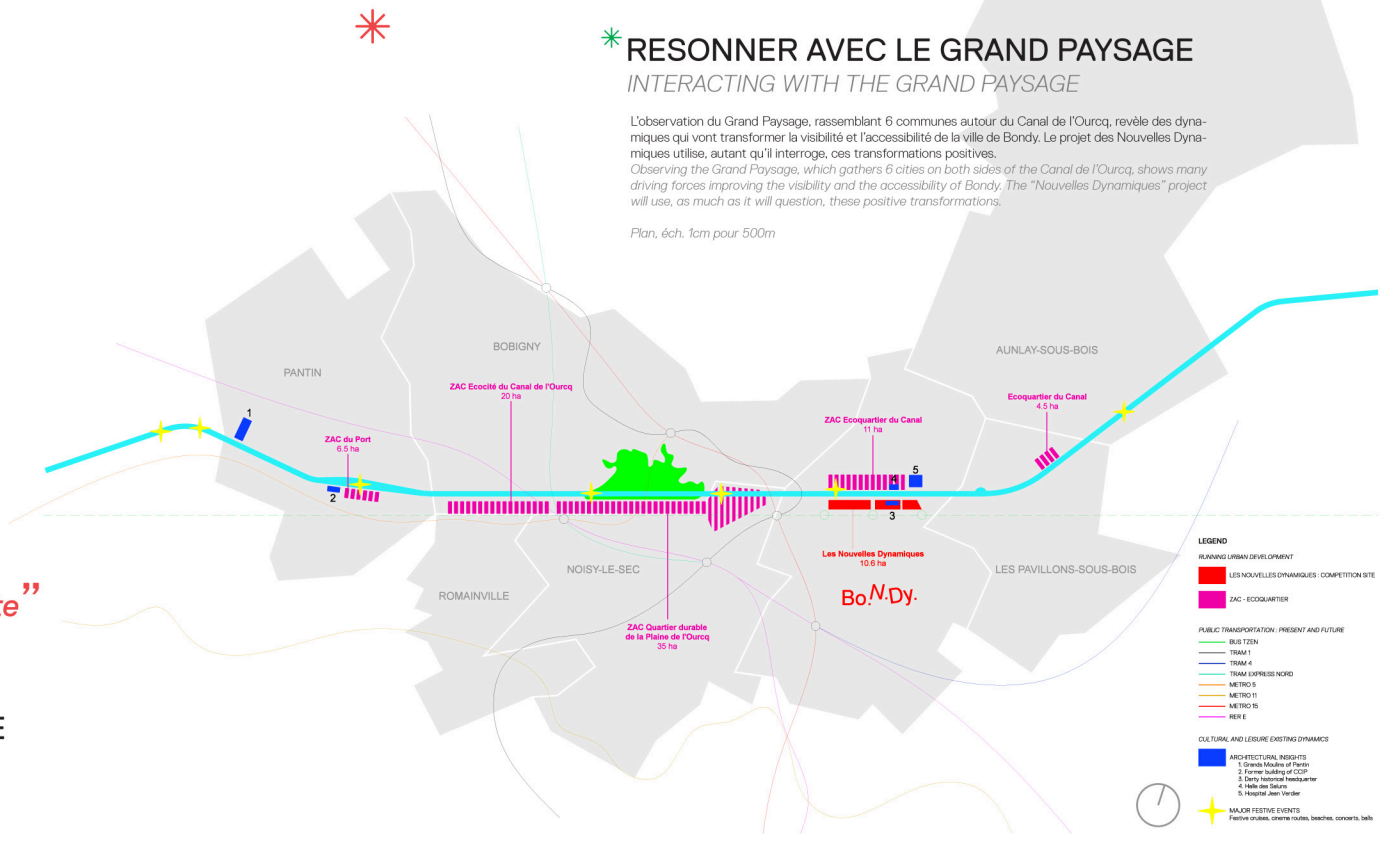 RESONNER AVEC LE GRAND PAYSAGE
INTERACTING WITH THE GRAND PAYSAGE
L'observation du Grand Paysage, rassemblant 6 communes autour du Canal de l'Ourcq, revèle des dyna-
miques qui vont transformer la visibilité et l'accessibilité de la ville de Bondy. Le projet des Nouvelles Dyna-
miques utilise, autant qu'il interroge, ces transformations positives.
Observing the Grand Paysage, which gathers 6 cities on both sides of the Canal de l'Ourcq, shows many
driving forces improving the visibility and the accessibility of Bondy. The "Nouvelles Dynamiques" project
will use, as much as it will question, these positive transformations.
Plan, éch. 1cm pour 500m
BOBIGNY
PANTIN
AUNLAY-SOUS-BOIS
ZAC Ecocité du Canal de l'Ourcq
20 ha
Ecoquartier du Canal
4.5 ha
1
ZAC Ecoquartier du Canal
11 ha
ZAC du Port
6.5 ha
5
4
2
3
Les Nouvelles Dynamiques
10.6 ha
NOISY-LE-SEC
LES PAVILLONS-SOUS-BOIS
ROMAINVILLE
Bo.N.Dy.
te"
ZAC Quartier durable
de la Plaine de l'Ourcq
35 ha
E
LEGEND
RUNNING URBAN DEVELOPMENT
LES NOUVELLES DYNAMIQUES : COMPETITION SITE
ZAC - ECOQUARTIER
PUBLIC TRANSPORTATION : PRESENT AND FUTURE
BUS TZEN
TRAM 1
TRAM 4
TRAM EXPRESS NORD
METRO 5
METRO 11
METRO 15
RER E
CULTURAL AND LEISURE EXISTING DYNAMICS
ARCHITECTURAL INSIGHTS
1. Grands Moulins of Pantin
2. Former building of CCIP
3. Darty historical headquarter
4. Halle des Saluns
5. Hospital Jean Verdier
MAJOR FESTIVE EVENTS
Festive cruises, cinema routes, beaches, concerts, balls